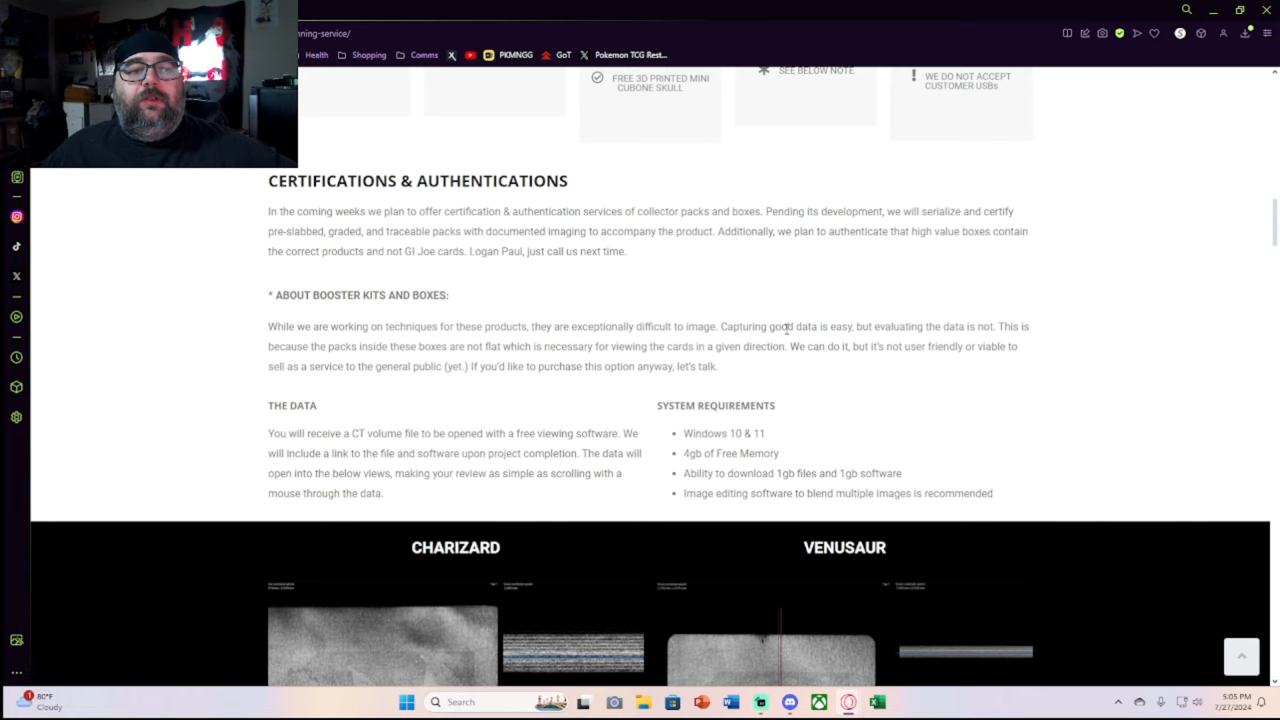 nning-service/
Health Shopping Comms PKMNGG GoT Pokemon TCG Rest...
FREE 3D PRINTED MINI
CUBONE SKULL
SEE BELOW NOTE
WE DO NOT ACCEPT
CUSTOMER USBs
CERTIFICATIONS & AUTHENTICATIONS
In the coming weeks we plan to offer certification & authentication services of collector packs and boxes. Pending its development, we will serialize and certify
pre-slabbed, graded, and traceable packs with documented imaging to accompany the product. Additionally, we plan to authenticate that high value boxes contain
the correct products and not GI Joe cards. Logan Paul, just call us next time.
* ABOUT BOOSTER KITS AND BOXES:
While we are working on techniques for these products, they are exceptionally difficult to image. Capturing good data is easy, but evaluating the data is not. This is
because the packs inside these boxes are not flat which is necessary for viewing the cards in a given direction. We can do it, but it's not user friendly or viable to
sell as a service to the general public (yet.) If you'd like to purchase this option anyway, let's talk.
THE DATA
You will receive a CT volume file to be opened with a free viewing software. We
will include a link to the file and software upon project completion. The data will
open into the below views, making your review as simple as scrolling with a
mouse through the data.
SYSTEM REQUIREMENTS
• Windows 10 & 11
• 4gb of Free Memory
• Ability to download 1gb files and 1gb software
• Image editing software to blend multiple images is recommended
CHARIZARD
VENUSAUR
1
80°F
Cloudy
Search
5:05 PM
7/27/2024